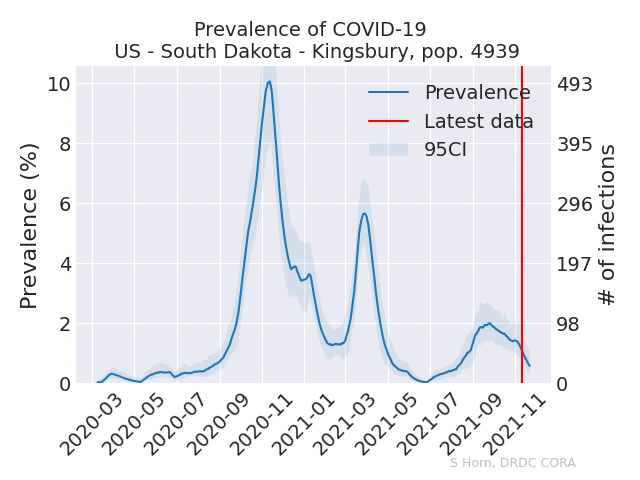 Prevalence of COVID-19
US - South Dakota - Kingsbury, pop. 4939
Prevalence (%)
10
8
6
4
2
0
Prevalence
Latest data
95CI
493
395
296
197
98
0
# of infections
2020-03
2020-05
2020-07
2020-09
2020-11
2021-01
2021-03
2021-05
2021-07
2021-09
2021-11
S Horn, DRDC CORA